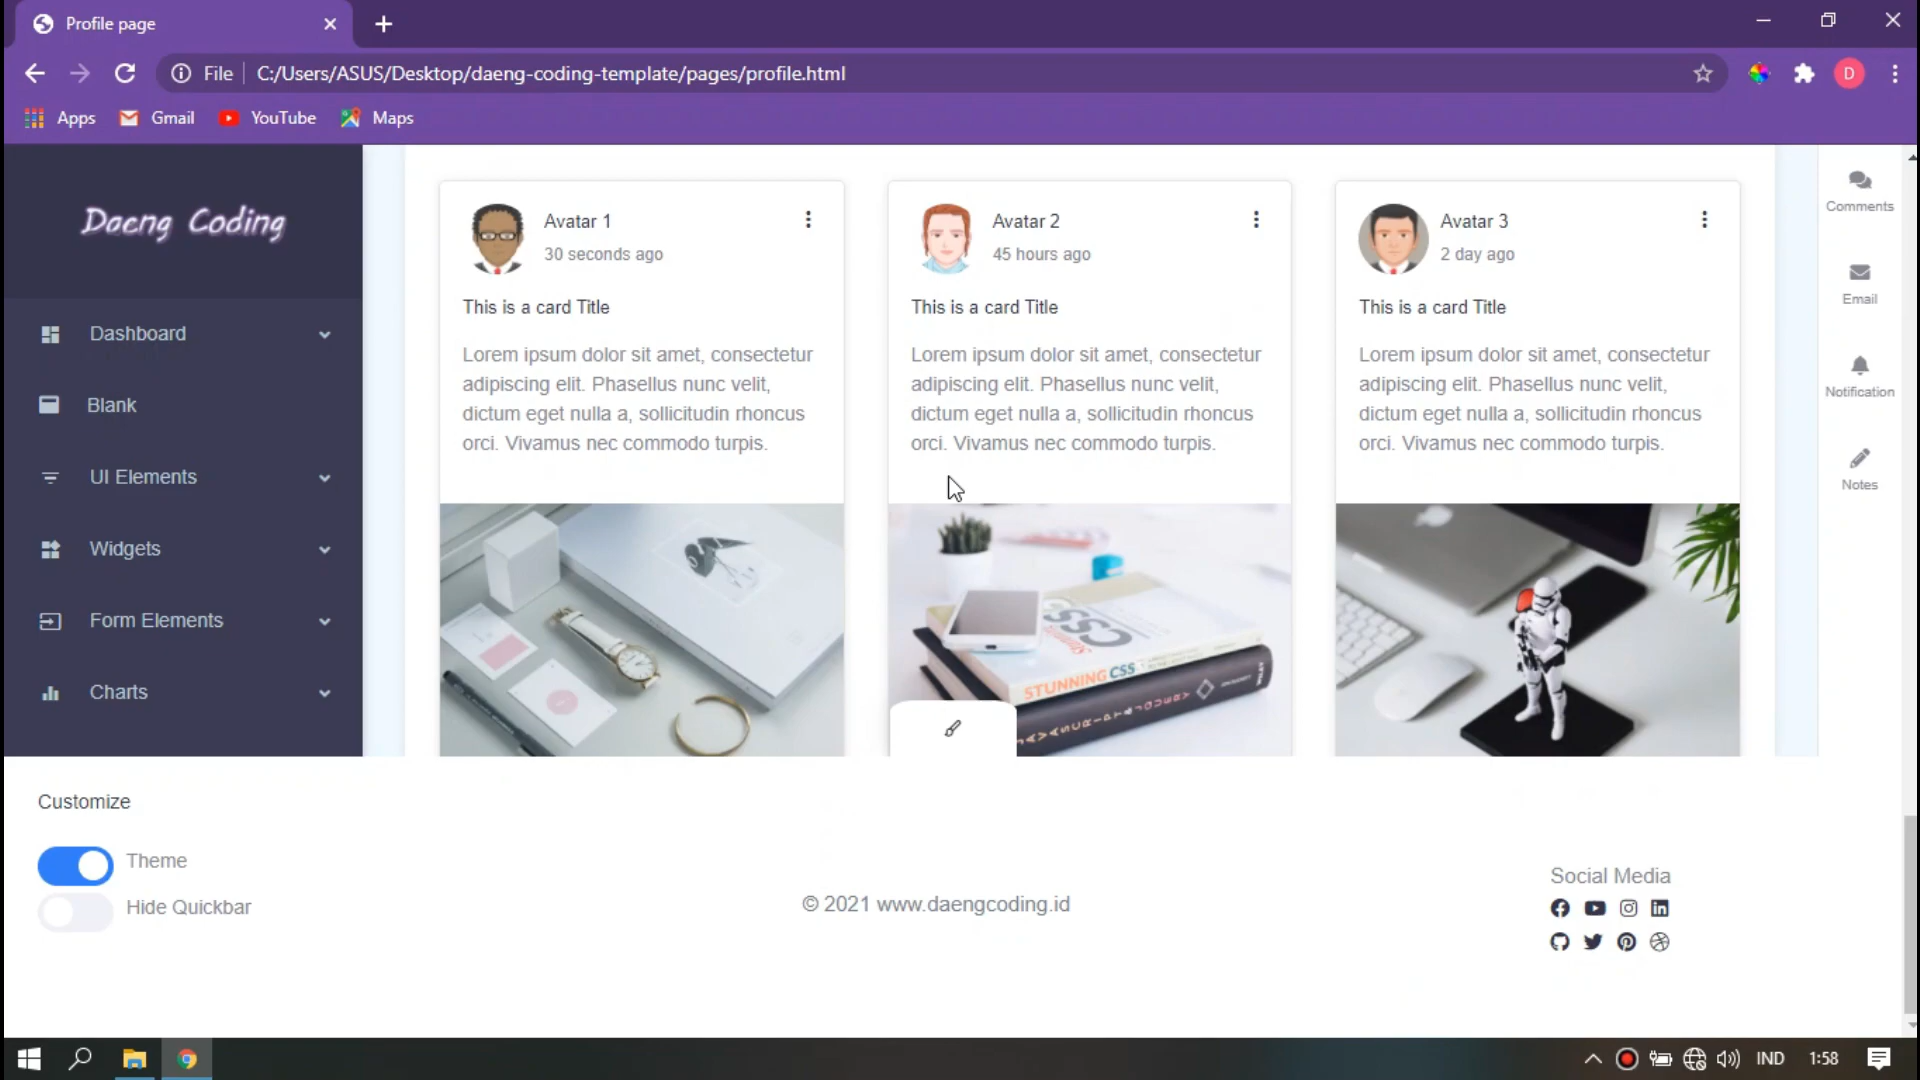 Profile page
File
C:/Users/ASUS/Desktop/daeng-coding-template/pages/profile.html
D
Apps
Gmail
YouTube
Maps
Daeng Coding
Dashboard
Blank
UI Elements
Widgets
Form Elements
Charts
Avatar 1
30 seconds ago
This is a card Title
Lorem ipsum dolor sit amet, consectetur
adipiscing elit. Phasellus nunc velit,
dictum eget nulla a, sollicitudin rhoncus
orci. Vivamus nec commodo turpis.
Avatar 2
45 hours ago
This is a card Title
Lorem ipsum dolor sit amet, consectetur
adipiscing elit. Phasellus nunc velit,
dictum eget nulla a, sollicitudin rhoncus
orci. Vivamus nec commodo turpis.
CSS
STUNNING CSS
JAVASCRIPT & JQUERY
WILEY
Avatar 3
2 day ago
This is a card Title
Lorem ipsum dolor sit amet, consectetur
adipiscing elit. Phasellus nunc velit,
dictum eget nulla a, sollicitudin rhoncus
orci. Vivamus nec commodo turpis.
Comments
Email
Notification
Notes
Customize
Theme
Hide Quickbar
© 2021 www.daengcoding.id
Social Media
IND
1:58